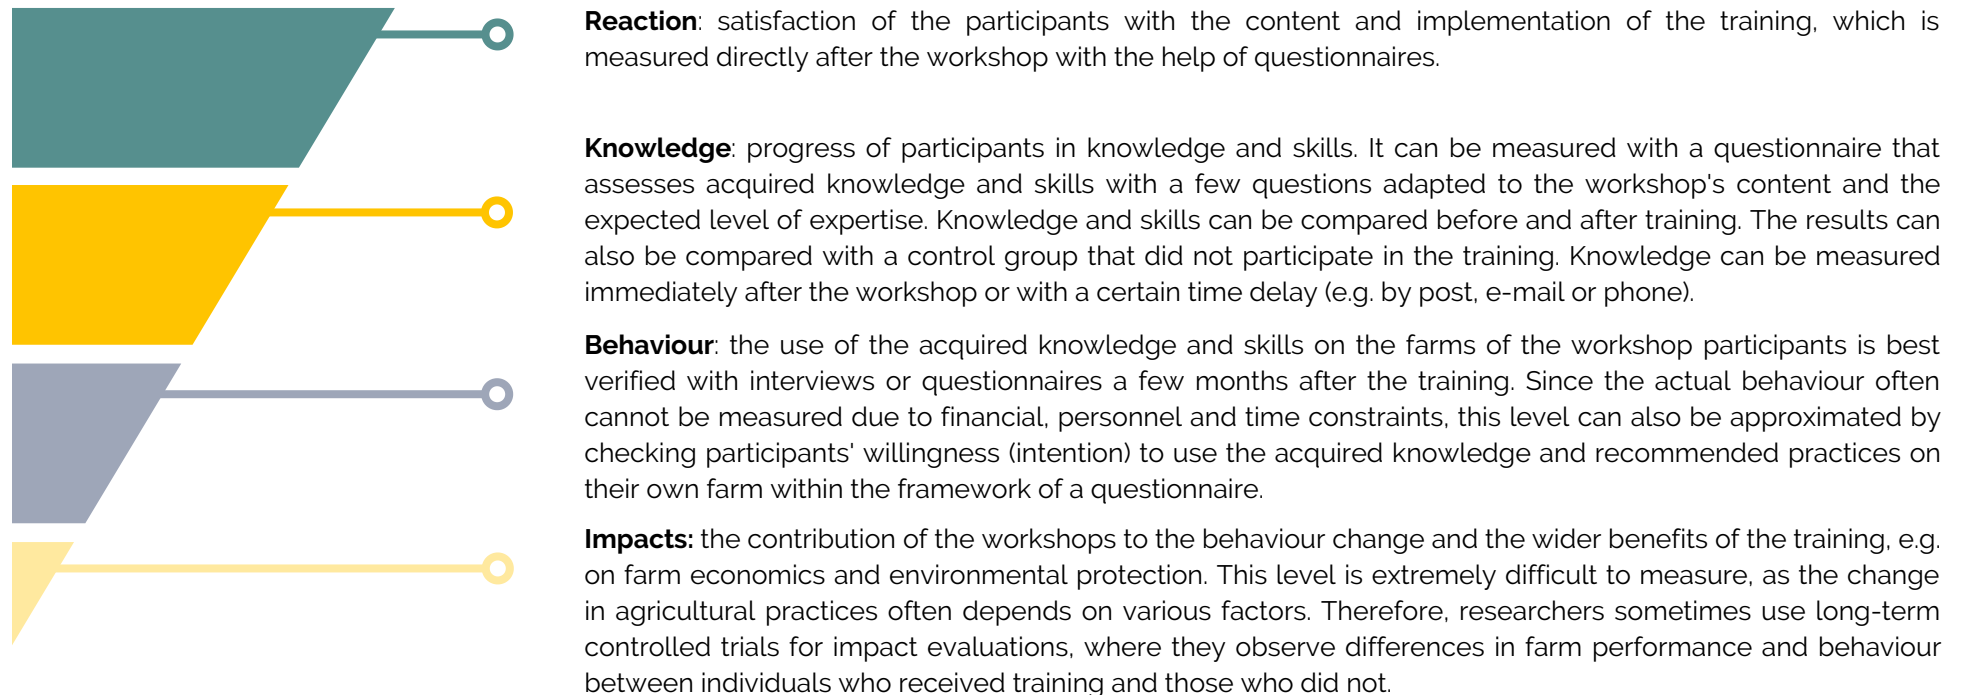 Reaction: satisfaction of the participants with the content and implementation of the training, which is
measured directly after the workshop with the help of questionnaires.
Knowledge: progress of participants in knowledge and skills. It can be measured with a questionnaire that
assesses acquired knowledge and skills with a few questions adapted to the workshop's content and the
expected level of expertise. Knowledge and skills can be compared before and after training. The results can
also be compared with a control group that did not participate in the training. Knowledge can be measured
immediately after the workshop or with a certain time delay (e.g. by post, e-mail or phone).
Behaviour: the use of the acquired knowledge and skills on the farms of the workshop participants is best
verified with interviews or questionnaires a few months after the training. Since the actual behaviour often
cannot be measured due to financial, personnel and time constraints, this level can also be approximated by
checking participants' willingness (intention) to use the acquired knowledge and recommended practices on
their own farm within the framework of a questionnaire.
Impacts: the contribution of the workshops to the behaviour change and the wider benefits of the training, e.g.
on farm economics and environmental protection. This level is extremely difficult to measure, as the change
in agricultural practices often depends on various factors. Therefore, researchers sometimes use long-term
controlled trials for impact evaluations, where they observe differences in farm performance and behaviour
between individuals who received training and those who did not.